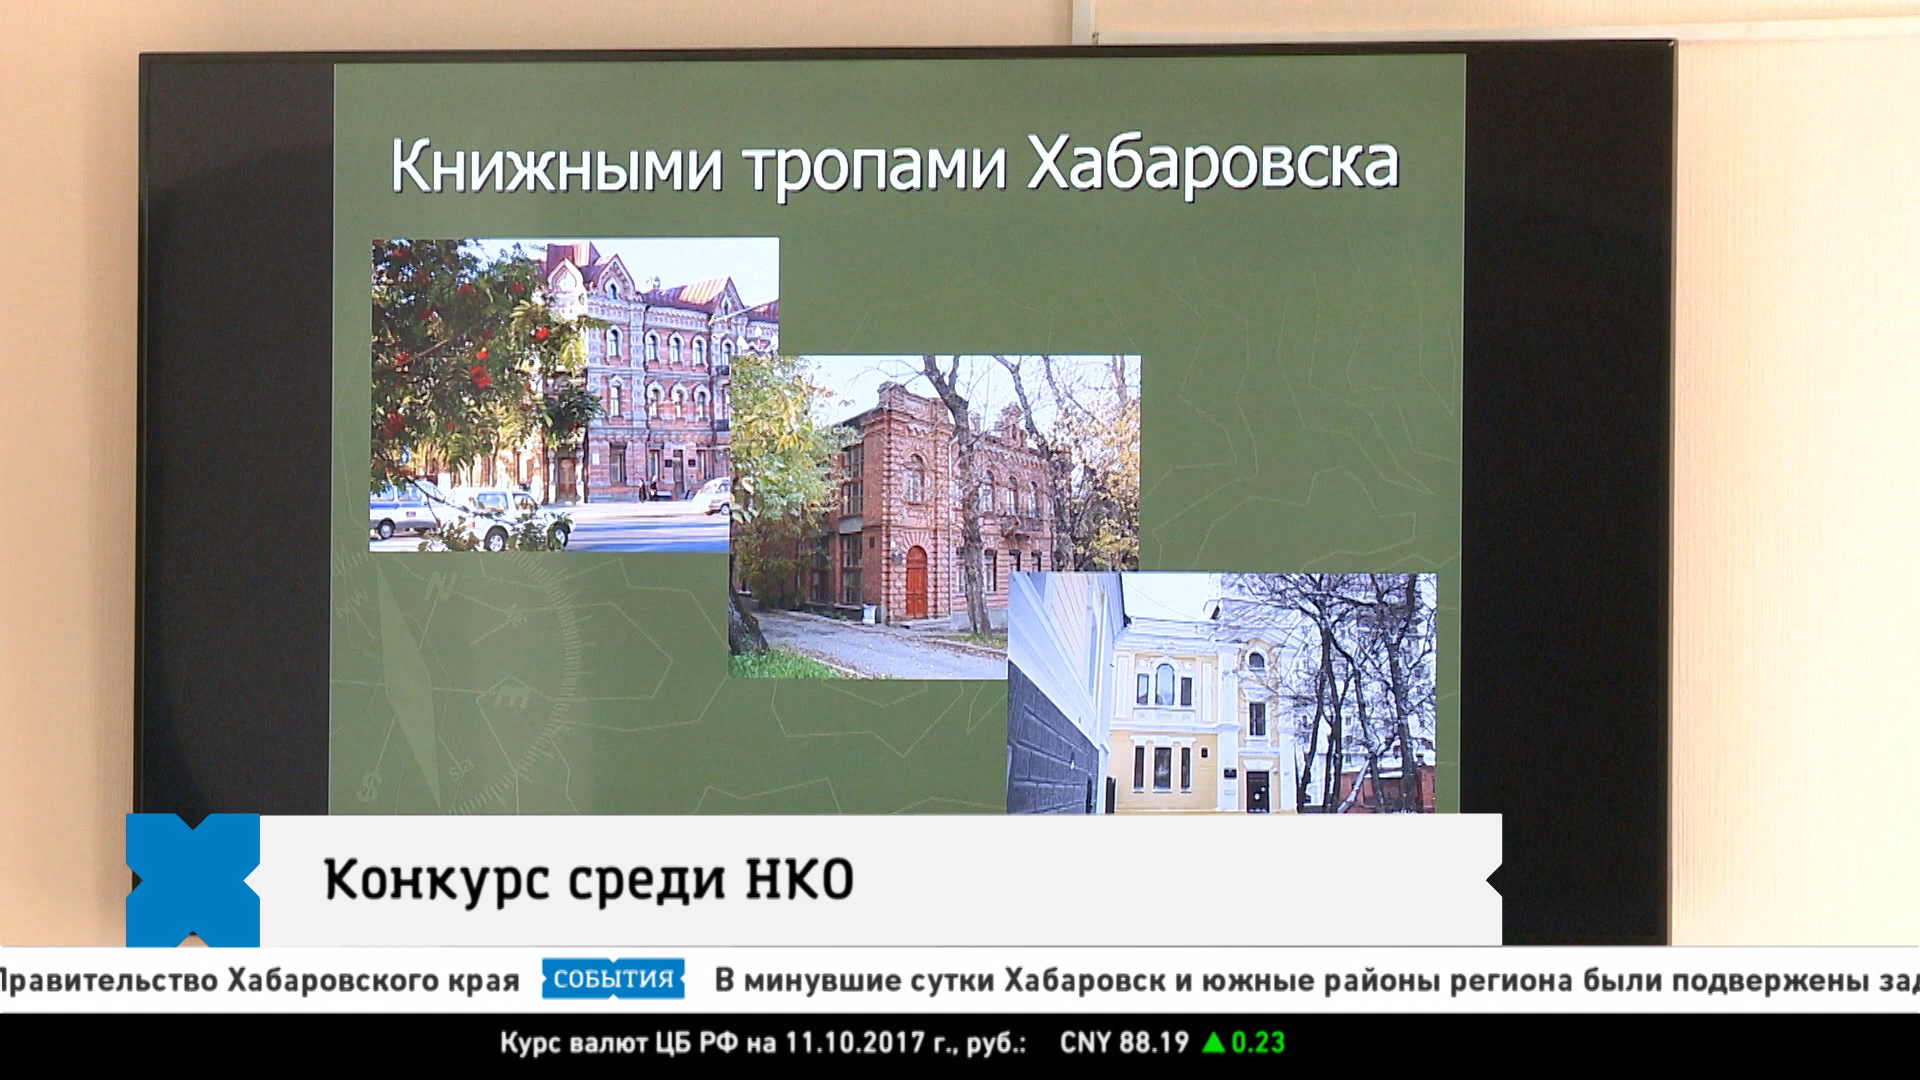 Книжными тропами Хабаровска
N
E
S
Конкурс среди НКО
Правительство Хабаровского края СОБЫТИЯ В минувшие сутки Хабаровск и южные районы региона были подвержены
Курс валют ЦБ РФ на 11.10.2017 г., руб.: CNY 88.19 ▲ 0.23